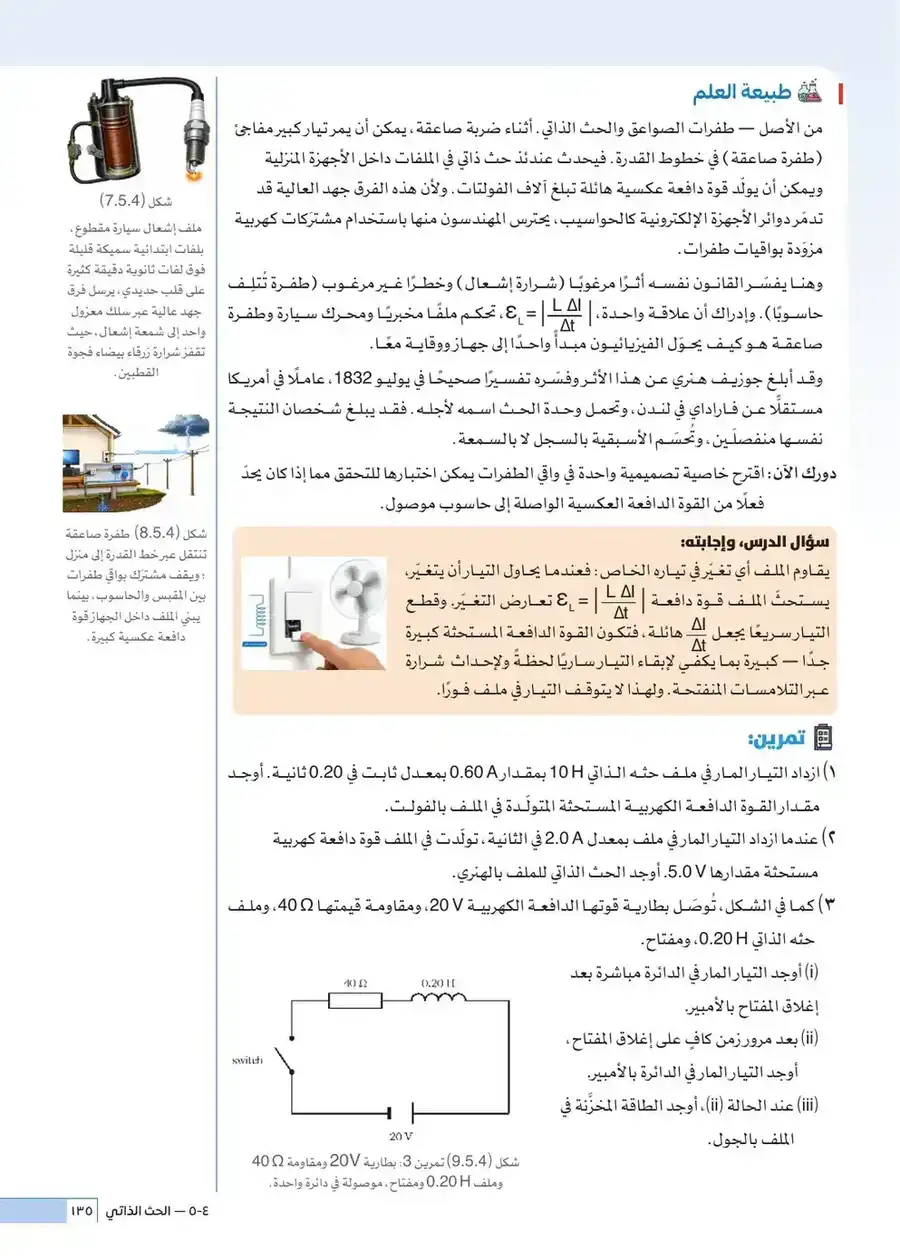 طبيعة العلم
من الأصل — طفرات الصواعق والحث الذاتي. أثناء ضربة صاعقة، يمكن أن يمر تيار كبير مفاجئ
(طفرة صاعقة) في خطوط القدرة. فيحدث عندئذ حث ذاتي في الملفات داخل الأجهزة المنزلية
ويمكن أن يولّد قوة دافعة عكسية هائلة تبلغ آلاف الفولتات. ولأن هذه الفرق جهد العالية قد
تدمّر دوائر الأجهزة الإلكترونية كالحواسيب، يحترس المهندسون منها باستخدام مشتركات كهربية
مزوّدة بواقيات طفرات.
وهنا يفسّر القانون نفسه أثرًا مرغوبًا (شرارة إشعال) وخطرًا غير مرغوب (طفرة تُتلف
حاسوبًا). وإدراك أن علاقة واحدة، |L ΔI/Δt| = ε_L، تحكم ملفًا مخبريًا ومحرك سيارة وطفرة
صاعقة هو كيف يحوّل الفيزيائيون مبدأً واحدًا إلى جهاز ووقاية معًا.
وقد أبلغ جوزيف هنري عن هذا الأثر وفسّره تفسيرًا صحيحًا في يوليو 1832، عاملًا في أمريكا
مستقلًّا عن فاراداي في لندن، وتحمل وحدة الحث اسمه لأجله. فقد يبلغ شخصان النتيجة
نفسها منفصلَين، وتُحسَم الأسبقية بالسجل لا بالسمعة.
دورك الآن: اقترح خاصية تصميمية واحدة في واقي الطفرات يمكن اختبارها للتحقق مما إذا كان يحدّ
فعلًا من القوة الدافعة العكسية الواصلة إلى حاسوب موصول.
سؤال الدرس، وإجابته:
يقاوم الملف أي تغيّر في تياره الخاص: فعندما يحاول التيار أن يتغيّر،
يستحثّ الملف قوة دافعة |L ΔI/Δt| = ε_L تعارض التغيّر. وقطع
التيار سريعًا يجعل ΔI/Δt هائلة، فتكون القوة الدافعة المستحثة كبيرة
جدًا — كبيرة بما يكفي لإبقاء التيار ساريًا لحظةً ولإحداث شرارة
عبر التلامسات المنفتحة. ولهذا لا يتوقف التيار في ملف فورًا.
تمرين:
١) ازداد التيار المار في ملف حثه الذاتي 10 H بمقدار 0.60 A بمعدل ثابت في 0.20 ثانية. أوجد
مقدار القوة الدافعة الكهربية المستحثة المتولّدة في الملف بالفولت.
٢) عندما ازداد التيار المار في ملف بمعدل 2.0 A في الثانية، تولّدت في الملف قوة دافعة كهربية
مستحثة مقدارها 5.0 V. أوجد الحث الذاتي للملف بالهنري.
٣) كما في الشكل، تُوصَل بطارية قوتها الدافعة الكهربية 20 V، ومقاومة قيمتها 40 Ω، وملف
حثه الذاتي 0.20 H، ومفتاح.
(i) أوجد التيار المار في الدائرة مباشرة بعد
إغلاق المفتاح بالأمبير.
(ii) بعد مرور زمن كافٍ على إغلاق المفتاح،
أوجد التيار المار في الدائرة بالأمبير.
(iii) عند الحالة (ii)، أوجد الطاقة المخزَّنة في
الملف بالجول.
40 Ω
0.20 H
switch
20 V
شكل (9.5.4) تمرين 3: بطارية 20V ومقاومة 40 Ω
وملف 0.20 H ومفتاح، موصولة في دائرة واحدة.
شكل (7.5.4)
ملف إشعال سيارة مقطوع،
بلفات ابتدائية سميكة قليلة
فوق لفات ثانوية دقيقة كثيرة
على قلب حديدي، يرسل فرق
جهد عالية عبر سلك معزول
واحد إلى شمعة إشعال، حيث
تقفز شرارة زرقاء بيضاء فجوة
القطبين.
شكل (8.5.4) طفرة صاعقة
تنتقل عبر خط القدرة إلى منزل
؛ ويقف مشترك بواقي طفرات
بين المقبس والحاسوب، بينما
يبني الملف داخل الجهاز قوة
دافعة عكسية كبيرة.
٤-٥ — الحث الذاتي
١٣٥